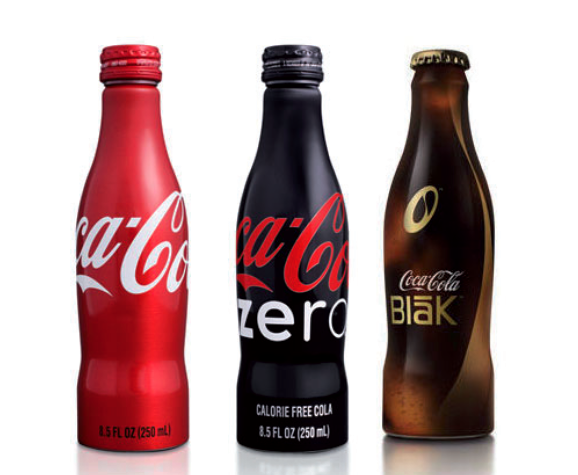 ca-Co
8.5 FL OZ (250 mL)
ca-Co
zero
CALORIE FREE COLA
8.5 FL OZ (250 mL)
Coca-Cola
BlāK